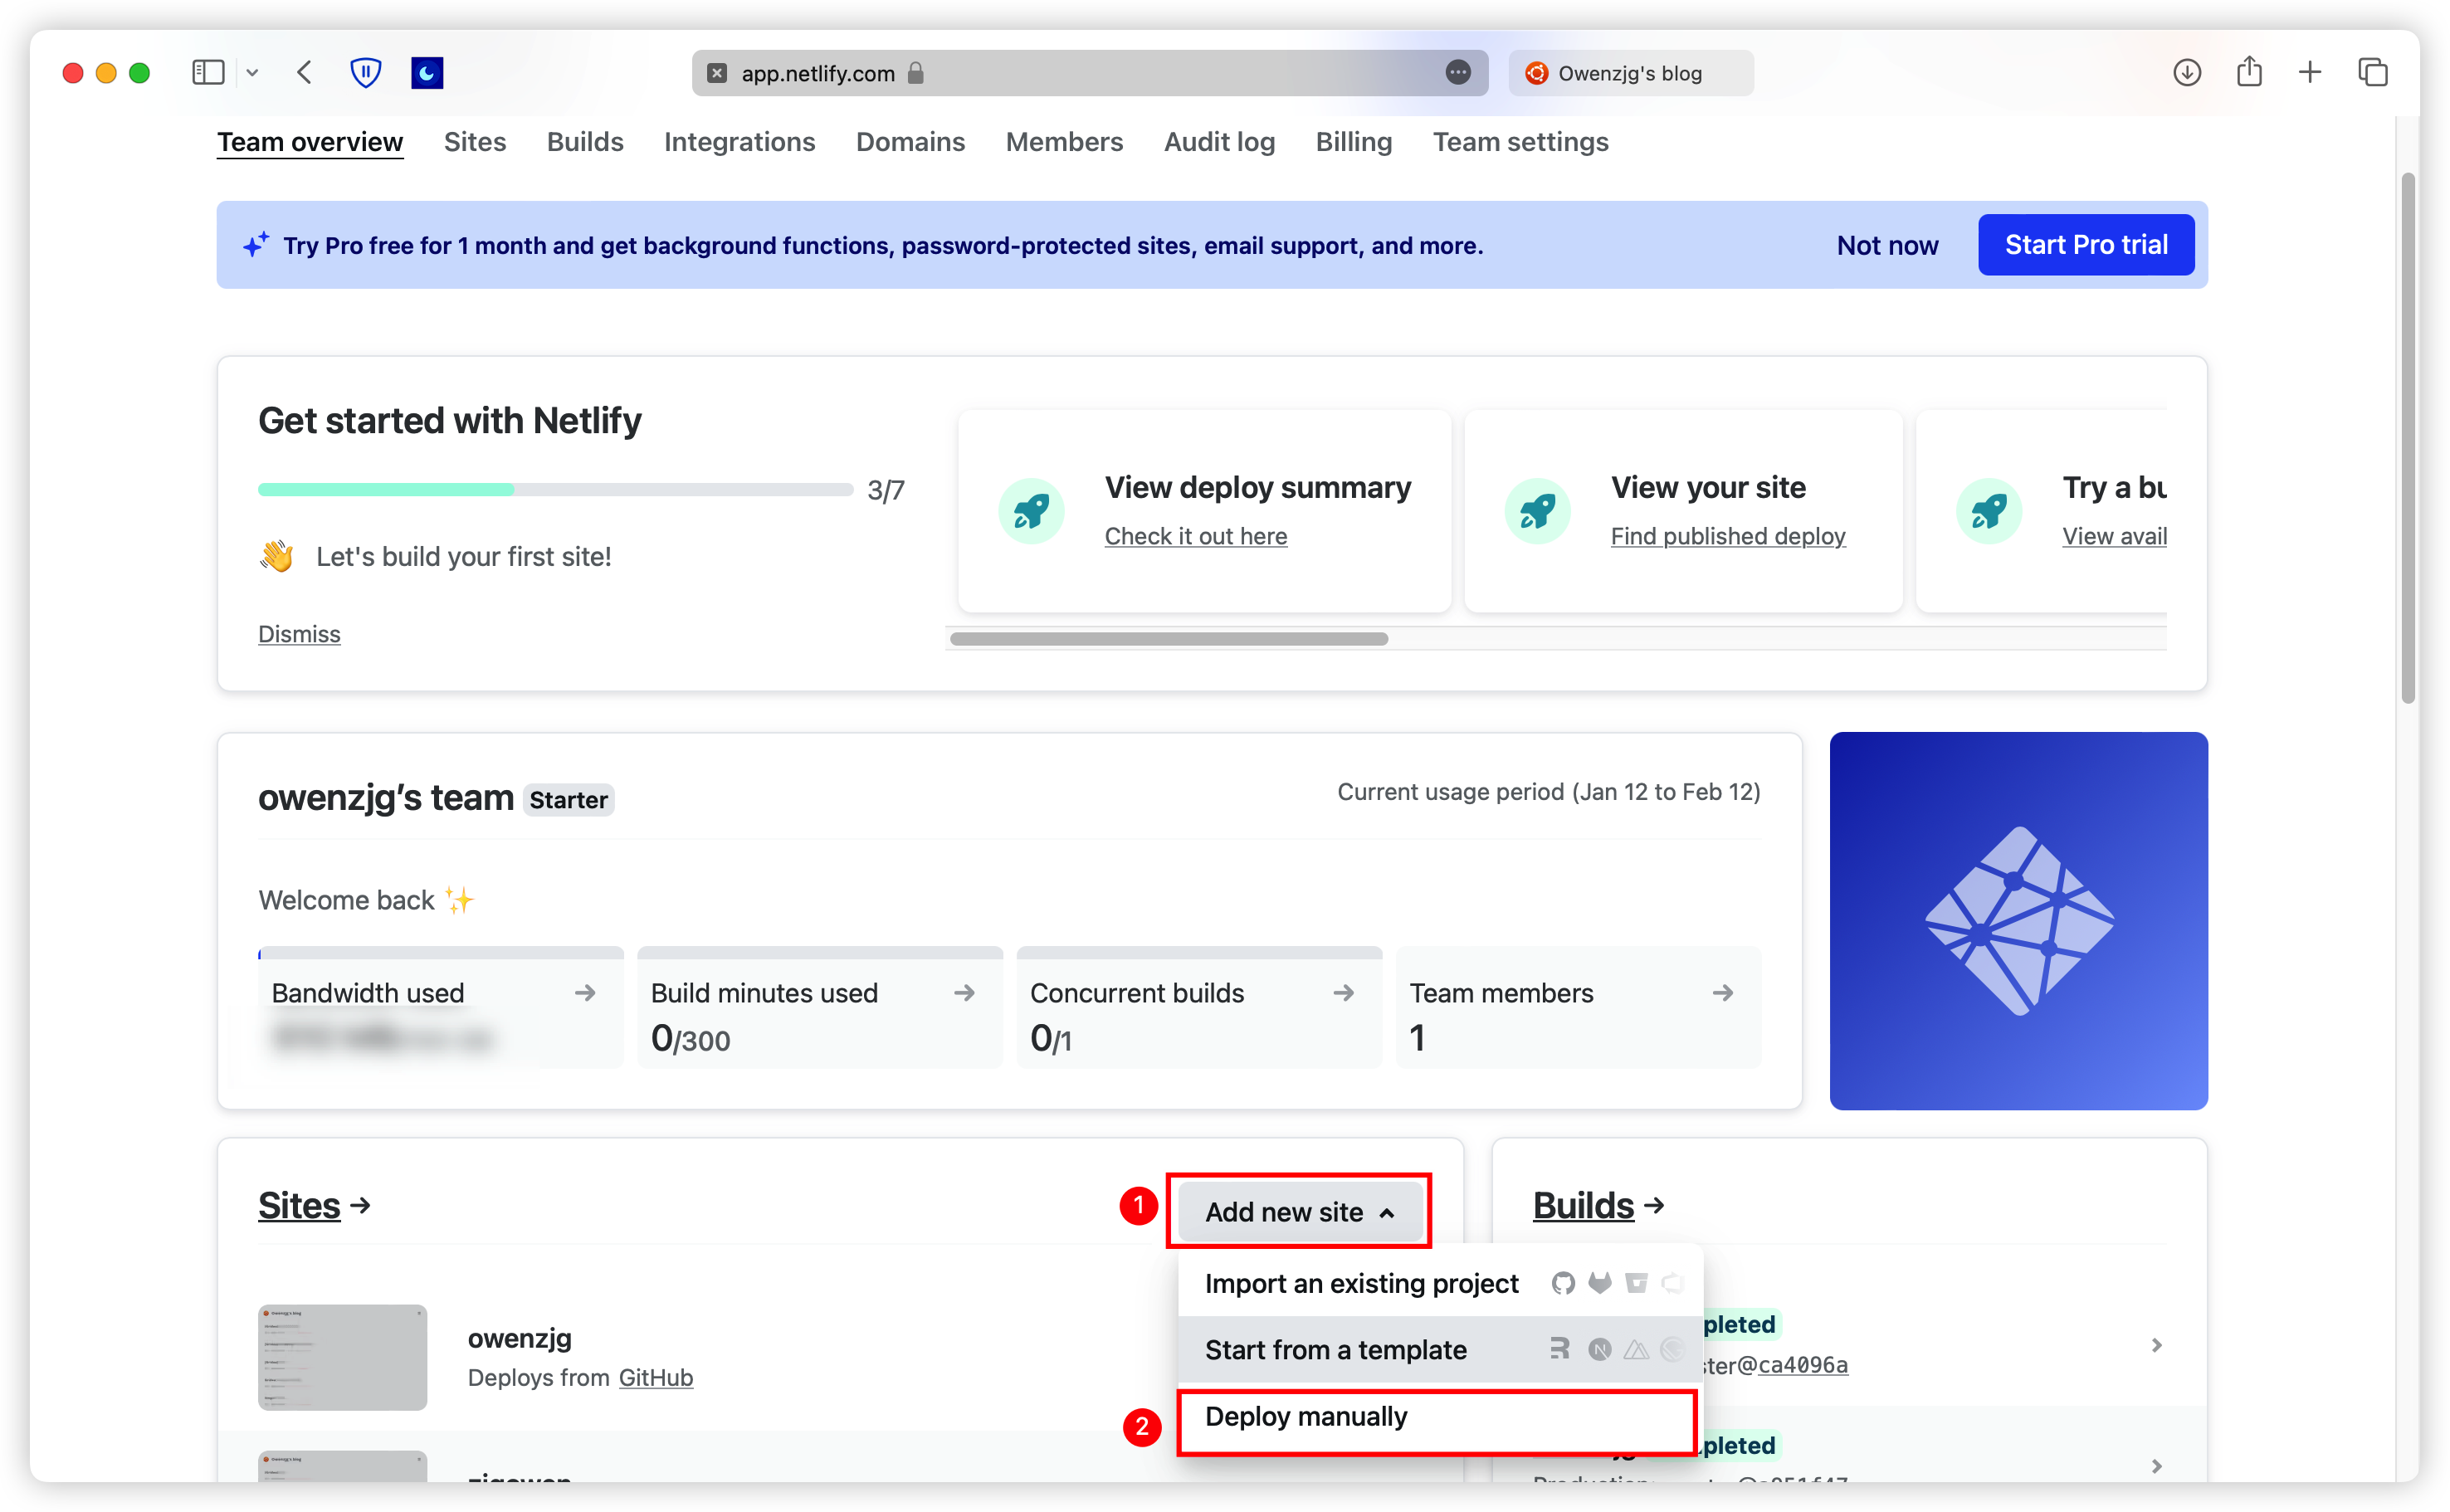 app.netlify.com
Owenzjg's blog
Team overview Sites Builds Integrations Domains Members Audit log Billing Team settings
Try Pro free for 1 month and get background functions, password-protected sites, email support, and more.
Not now
Start Pro trial
Get started with Netlify
3/7
Let's build your first site!
Dismiss
View deploy summary
Check it out here
View your site
Find published deploy
Try a bu
View avail
owenzjg’s team Starter
Current usage period (Jan 12 to Feb 12)
Welcome back
Bandwidth used
Build minutes used
0/300
Concurrent builds
0/1
Team members
1
Sites →
1
Add new site
Import an existing project
Start from a template
2
Deploy manually
owenzjg
Deploys from GitHub
Builds →
pleted
ster@ca4096a
pleted